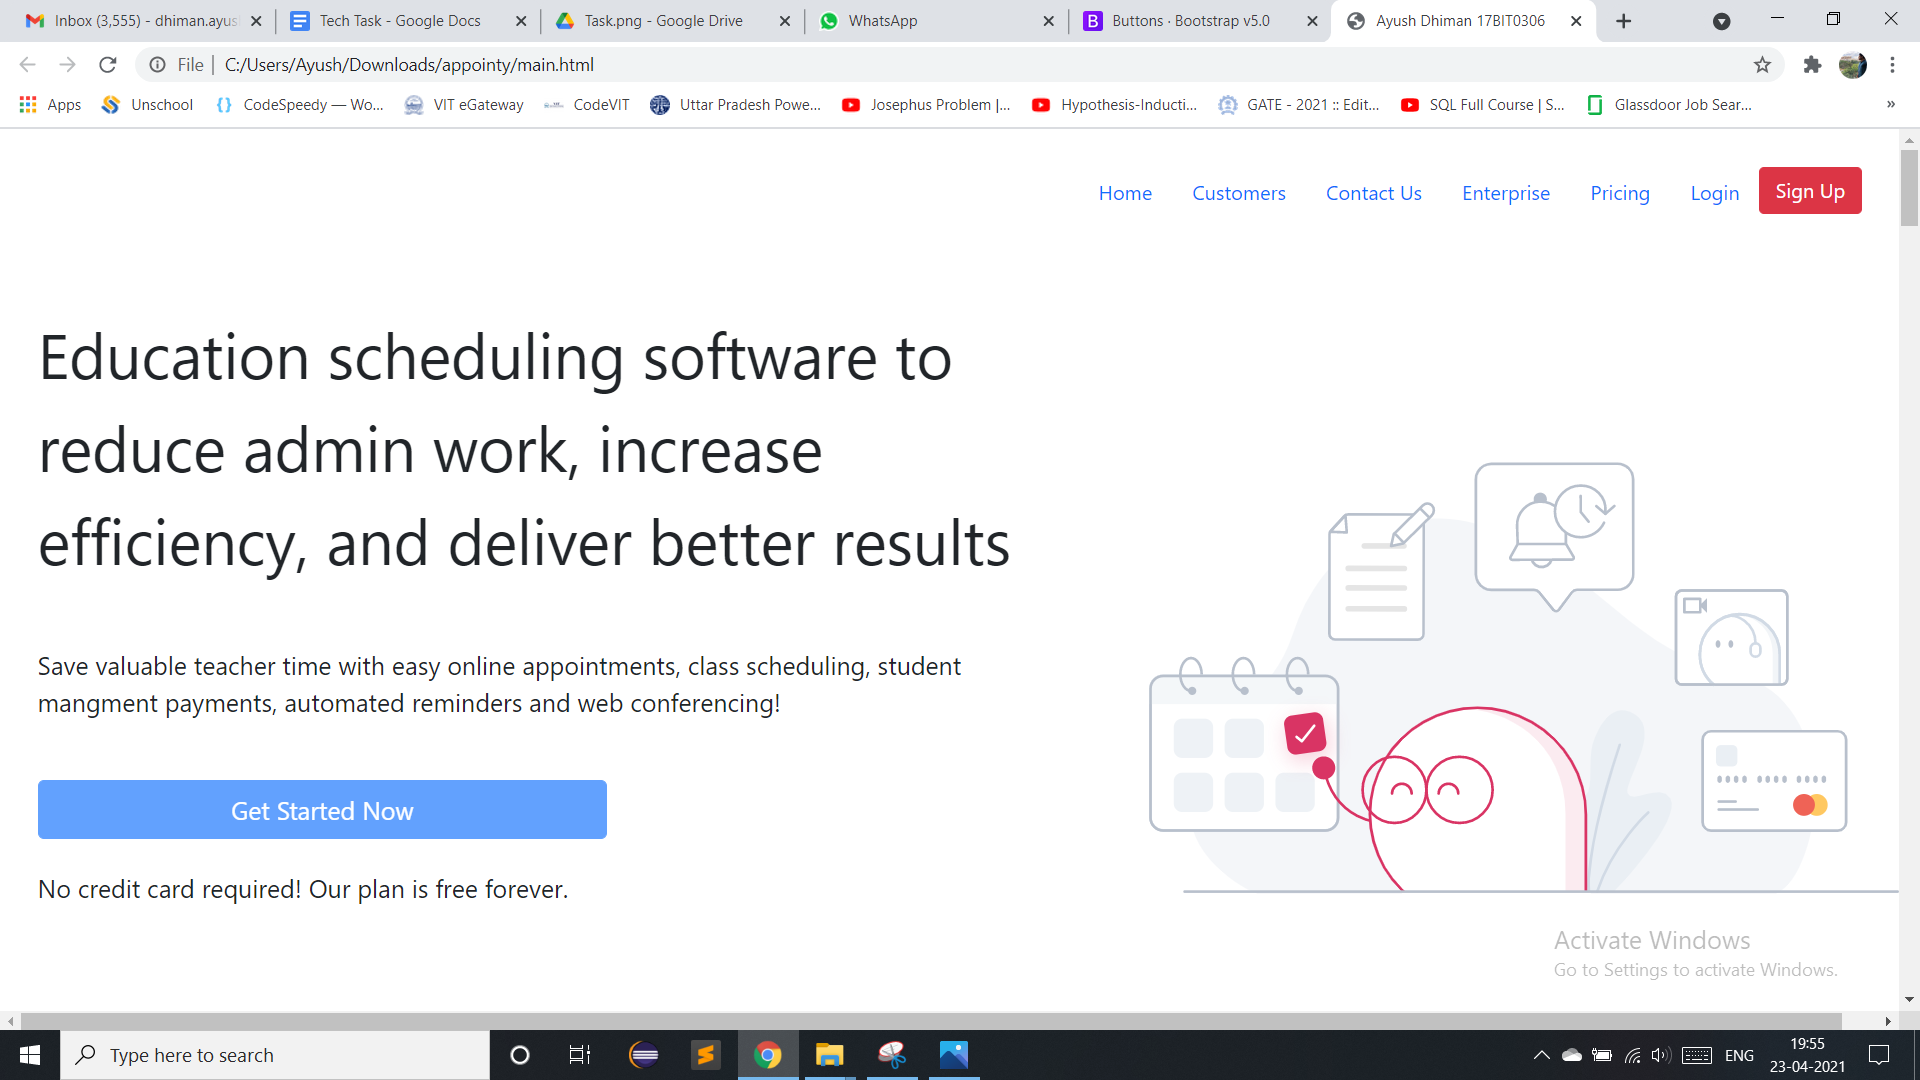 Inbox (3,555) - dhiman.ayus
Tech Task - Google Docs
Task.png - Google Drive
WhatsApp
B Buttons · Bootstrap v5.0
Ayush Dhiman 17BIT0306
File | C:/Users/Ayush/Downloads/appointy/main.html
Apps
Unschool
CodeSpeedy — Wo...
VIT eGateway
CodeVIT
Uttar Pradesh Powe...
Josephus Problem |...
Hypothesis-Inducti...
GATE - 2021 :: Edit...
SQL Full Course | S...
Glassdoor Job Sear...
»
Home Customers Contact Us Enterprise Pricing Login Sign Up
Education scheduling software to
reduce admin work, increase
efficiency, and deliver better results
Save valuable teacher time with easy online appointments, class scheduling, student
mangment payments, automated reminders and web conferencing!
Get Started Now
No credit card required! Our plan is free forever.
Activate Windows
Go to Settings to activate Windows.
Type here to search
ENG
19:55
23-04-2021